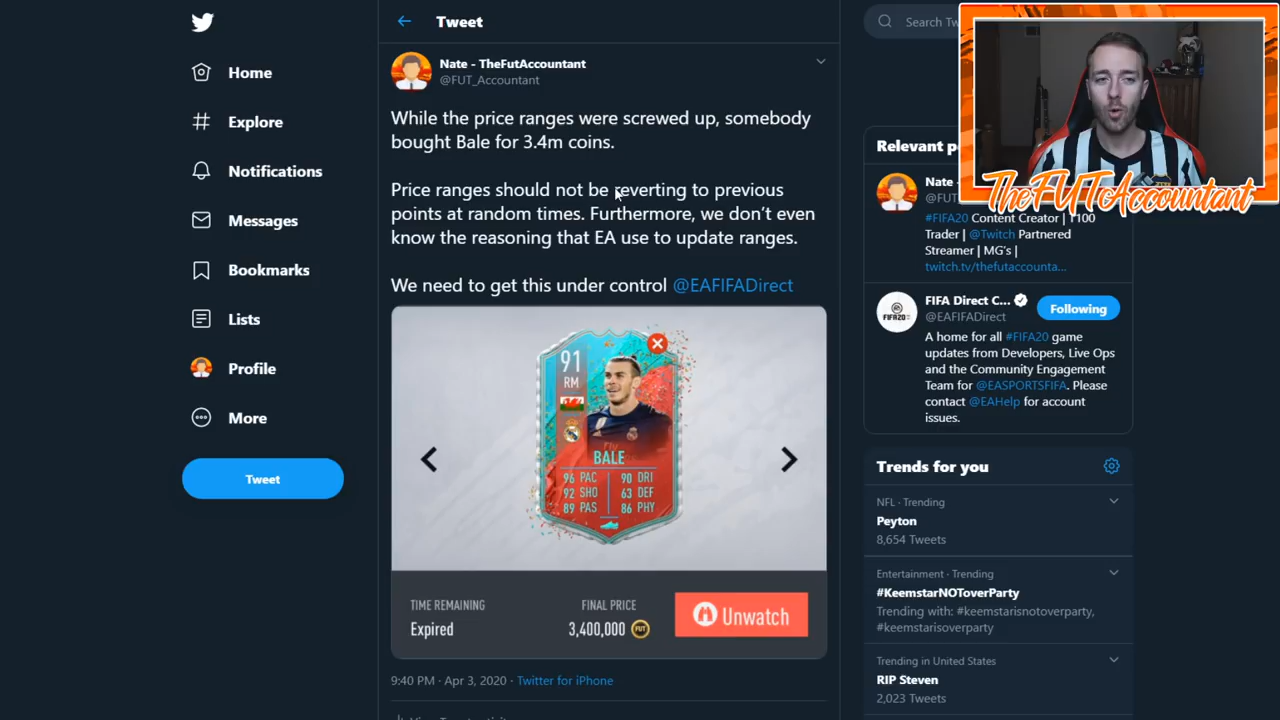 Home
Explore
Notifications
Messages
Bookmarks
Lists
Profile
More
Tweet
Tweet
Nate - TheFutAccountant
@FUT_Accountant
While the price ranges were screwed up, somebody
bought Bale for 3.4m coins.
Price ranges should not be reverting to previous
points at random times. Furthermore, we don't even
know the reasoning that EA use to update ranges.
We need to get this under control @EAFIFADirect
91
RM
BALE
96 PAC 90 DRI
92 SHO 63 DEF
89 PAS 86 PHY
TIME REMAINING
Expired
FINAL PRICE
3,400,000 FUT
Unwatch
9:40 PM · Apr 3, 2020 · Twitter for iPhone
Search Tw
TheFUTAccountant
Relevant pe
Nate -
@FUT
#FIFA20 Content Creator | T100
Trader | @Twitch Partnered
Streamer | MG's |
twitch.tv/thefutaccounta...
FIFA Direct C...
@EAFIFADirect
Following
A home for all #FIFA20 game
updates from Developers, Live Ops
and the Community Engagement
Team for @EASPORTSFIFA. Please
contact @EAHelp for account
issues.
Trends for you
NFL · Trending
Peyton
8,654 Tweets
Entertainment · Trending
#KeemstarNOToverParty
Trending with: #keemstarisnotoverparty,
#keemstarisoverparty
Trending in United States
RIP Steven
2,023 Tweets